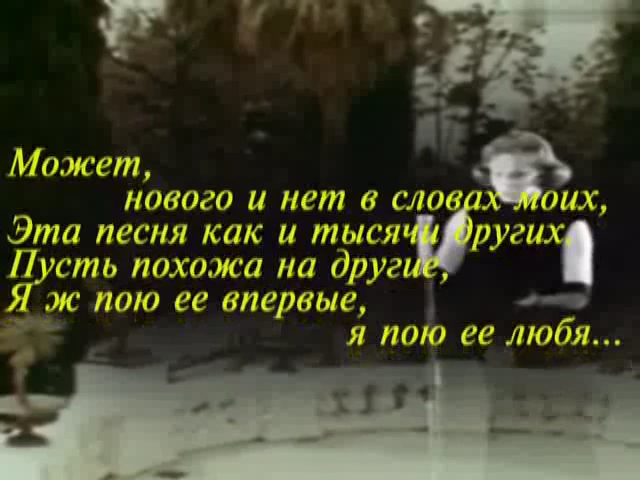 Может,
нового и нет в словах моих,
Эта песня как и тысячи других.
Пусть похожа на другие,
Я ж пою ее впервые,
я пою ее любя...